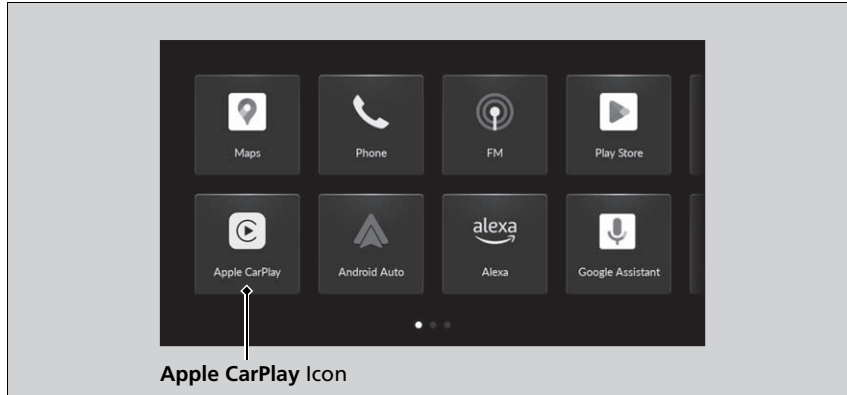 Maps Phone FM Play Store
alexa
Apple CarPlay Android Auto Alexa Google Assistant
Apple CarPlay Icon